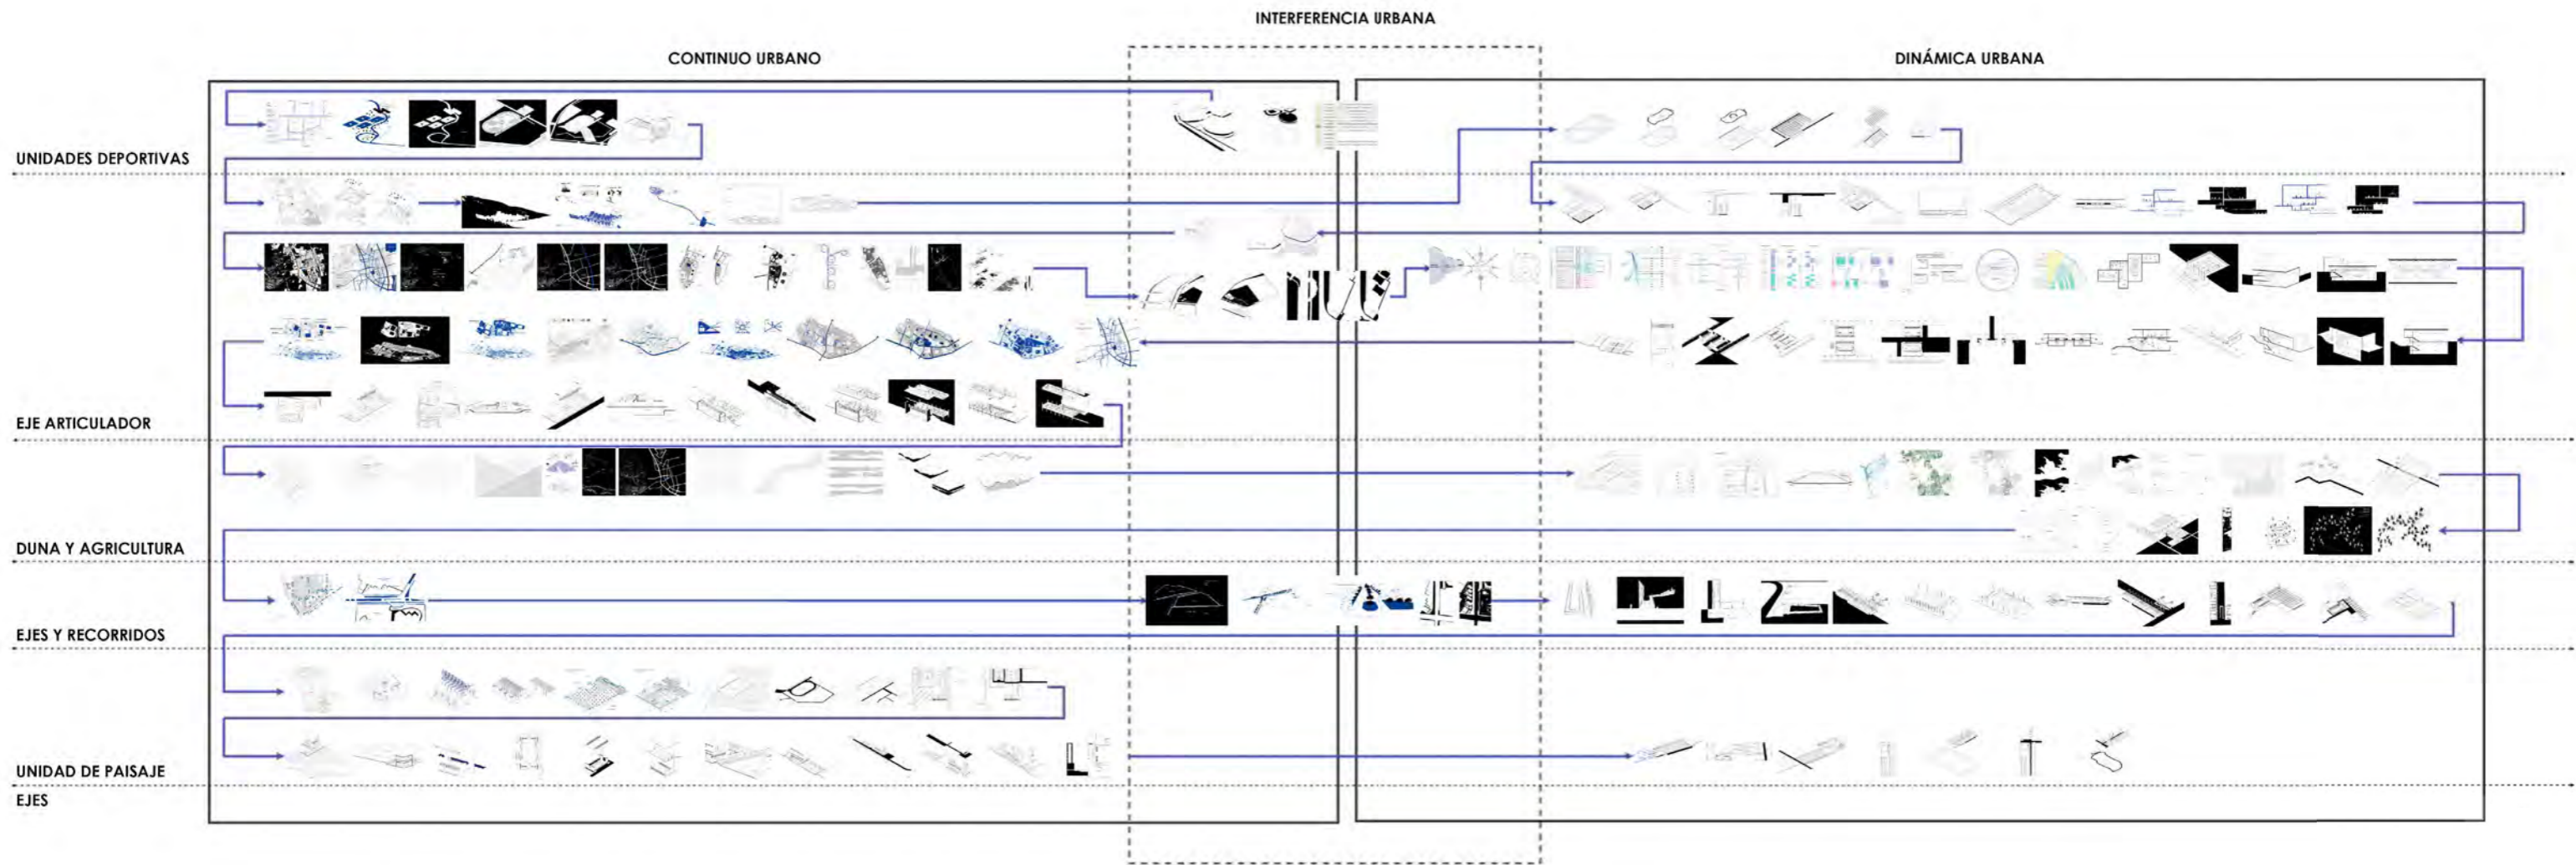 INTERFERENCIA URBANA
CONTINUO URBANO
DINÁMICA URBANA
UNIDADES DEPORTIVAS
EJE ARTICULADOR
DUNA Y AGRICULTURA
EJES Y RECORRIDOS
UNIDAD DE PAISAJE
EJES